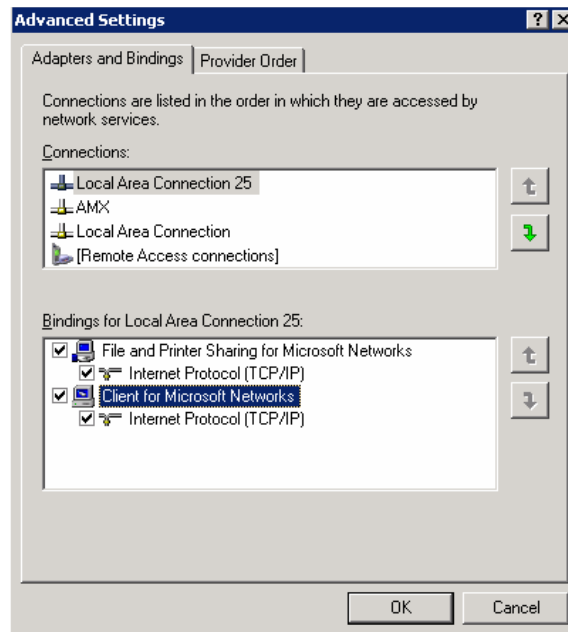 Advanced Settings
Adapters and Bindings
Provider Order
Connections are listed in the order in which they are accessed by
network services.
Connections:
Local Area Connection 25
AMX
Local Area Connection
[Remote Access connections]
Bindings for Local Area Connection 25:
File and Printer Sharing for Microsoft Networks
Internet Protocol (TCP/IP)
Client for Microsoft Networks
Internet Protocol (TCP/IP)
OK
Cancel